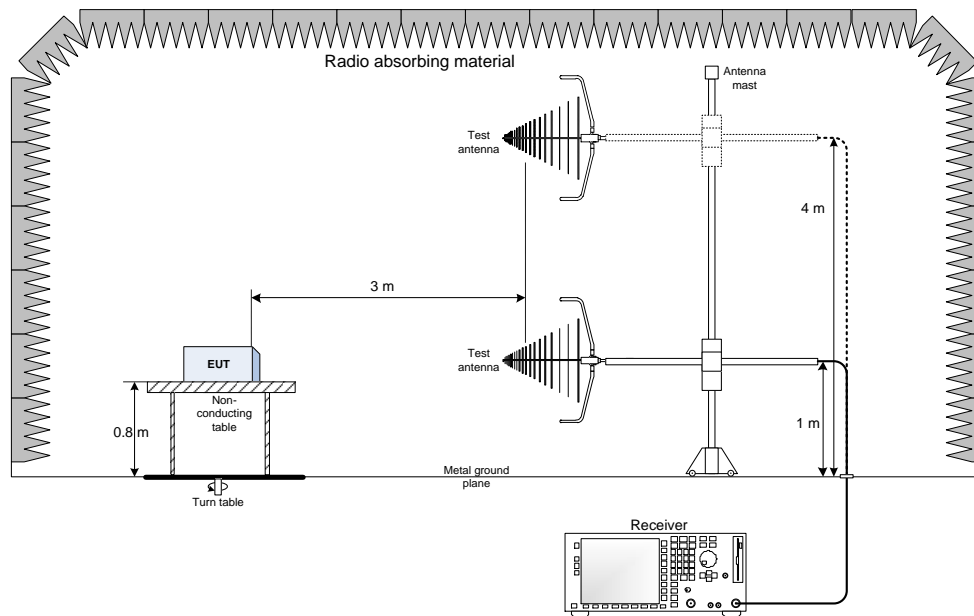 Radio absorbing material
Antenna
mast
Test
antenna
4 m
3 m
EUT
Test
antenna
Non-
conducting
table
0.8 m
1 m
Metal ground
plane
Turn table
Receiver